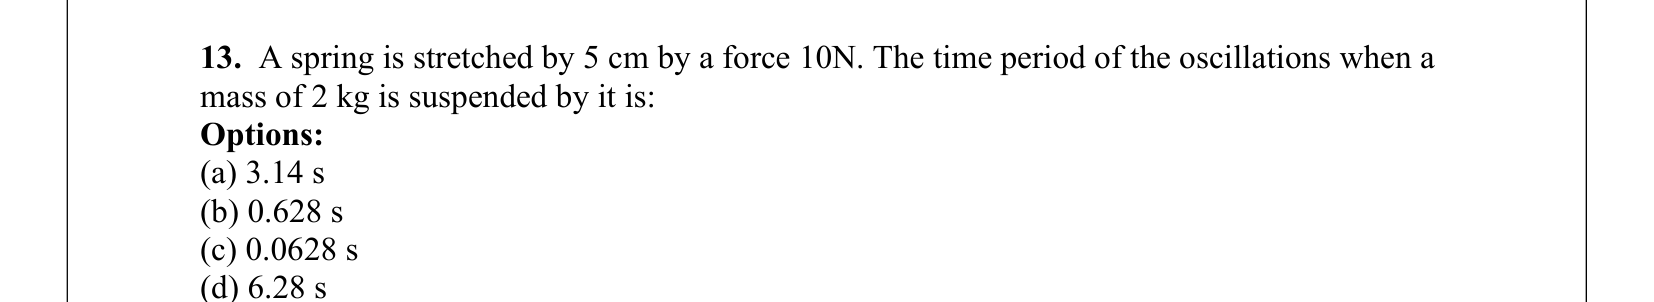 13. A spring is stretched by 5 cm by a force 10N. The time period of the oscillations when a
mass of 2 kg is suspended by it is:
Options:
(a) 3.14 s
(b) 0.628 s
(c) 0.0628 s
(d) 6.28 s